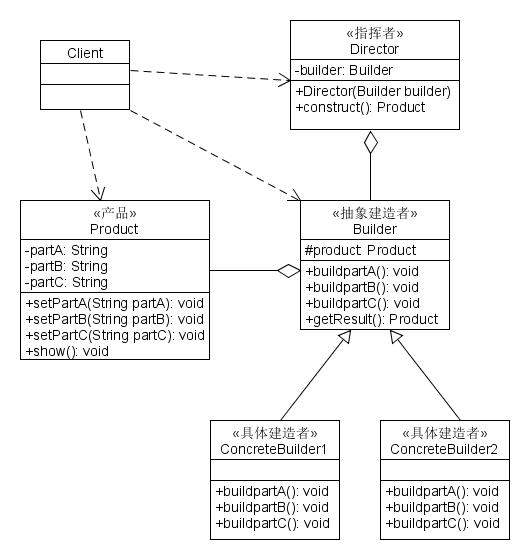 Client
《指挥者》
Director
-builder: Builder
+Director(Builder builder)
+construct(): Product
《产品》
Product
-partA: String
-partB: String
-partC: String
+setPartA(String partA): void
+setPartB(String partB): void
+setPartC(String partC): void
+show(): void
《抽象建造者》
Builder
#product: Product
+buildpartA(): void
+buildpartB(): void
+buildpartC(): void
+getResult(): Product
《具体建造者》
ConcreteBuilder1
+buildpartA(): void
+buildpartB(): void
+buildpartC(): void
《具体建造者》
ConcreteBuilder2
+buildpartA(): void
+buildpartB(): void
+buildpartC(): void